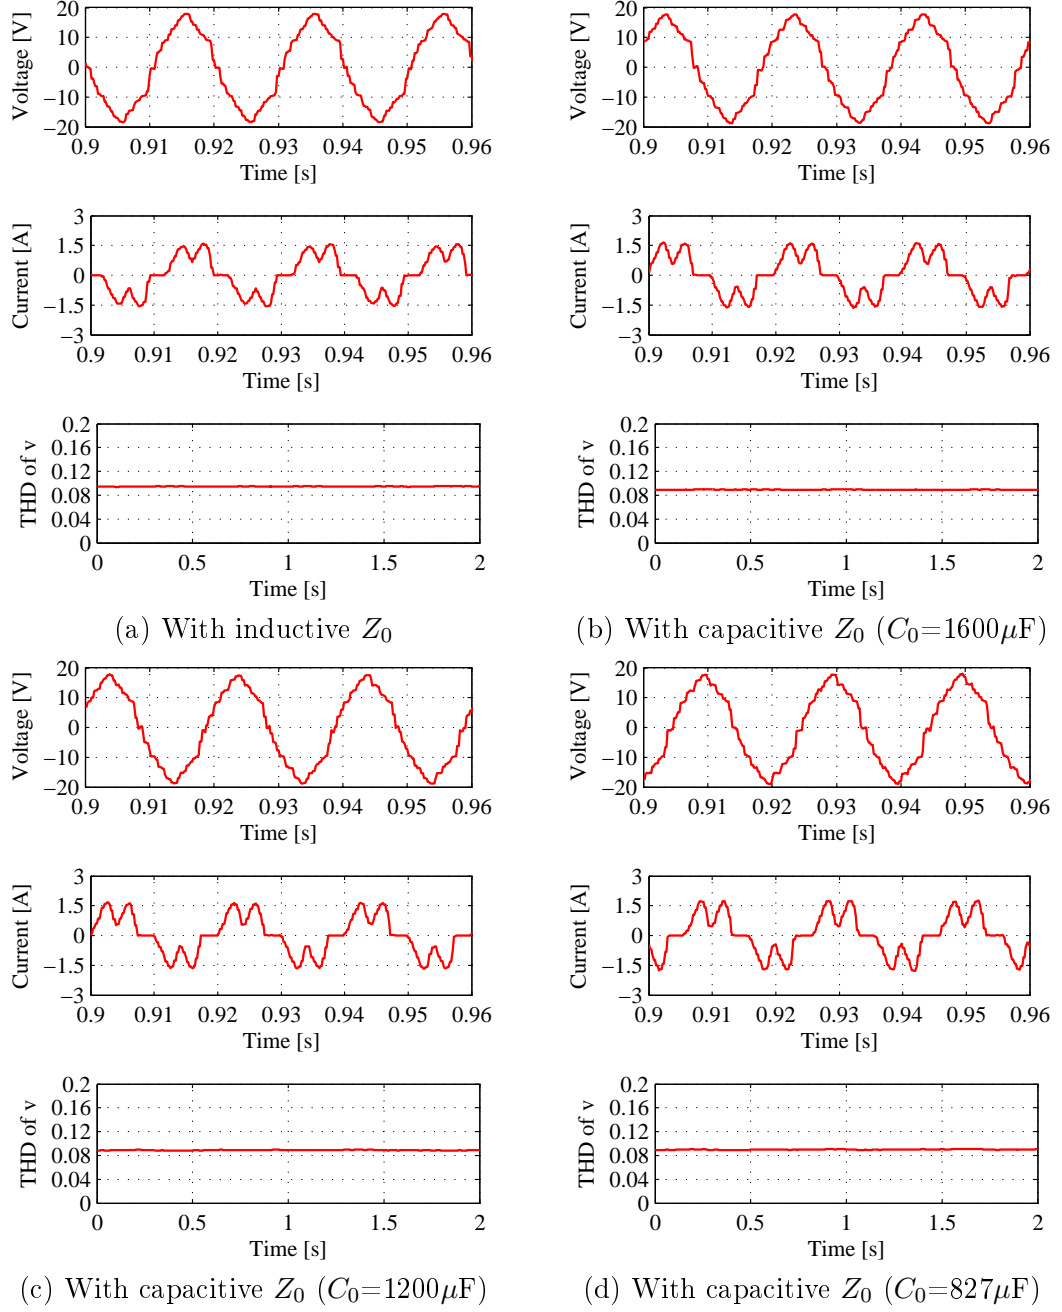 Voltage [V]
20
10
0
−10
−20
0.9 0.91 0.92 0.93 0.94 0.95 0.96
Time [s]
Current [A]
3
1.5
0
−1.5
−3
0.9 0.91 0.92 0.93 0.94 0.95 0.96
Time [s]
THD of v
0.2
0.16
0.12
0.08
0.04
0
0 0.5 1 1.5 2
Time [s]
(a) With inductive Z0
Voltage [V]
20
10
0
−10
−20
0.9 0.91 0.92 0.93 0.94 0.95 0.96
Time [s]
Current [A]
3
1.5
0
−1.5
−3
0.9 0.91 0.92 0.93 0.94 0.95 0.96
Time [s]
THD of v
0.2
0.16
0.12
0.08
0.04
0
0 0.5 1 1.5 2
Time [s]
(b) With capacitive Z0 (C0=1600μF)
Voltage [V]
20
10
0
−10
−20
0.9 0.91 0.92 0.93 0.94 0.95 0.96
Time [s]
Current [A]
3
1.5
0
−1.5
−3
0.9 0.91 0.92 0.93 0.94 0.95 0.96
Time [s]
THD of v
0.2
0.16
0.12
0.08
0.04
0
0 0.5 1 1.5 2
Time [s]
(c) With capacitive Z0 (C0=1200μF)
Voltage [V]
20
10
0
−10
−20
0.9 0.91 0.92 0.93 0.94 0.95 0.96
Time [s]
Current [A]
3
1.5
0
−1.5
−3
0.9 0.91 0.92 0.93 0.94 0.95 0.96
Time [s]
THD of v
0.2
0.16
0.12
0.08
0.04
0
0 0.5 1 1.5 2
Time [s]
(d) With capacitive Z0 (C0=827μF)